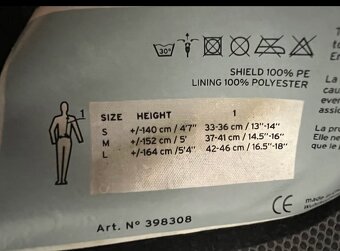 30°
SHIELD 100% PE
LINING 100% POLYESTER
1
SIZE HEIGHT 1
S +/-140 cm / 4'7" 33-36 cm / 13"-14"
M +/-152 cm / 5' 37-41 cm / 14.5"-16"
L +/-164 cm / 5'4" 42-46 cm / 16.5"-18"
Art. N° 398308
CE
made